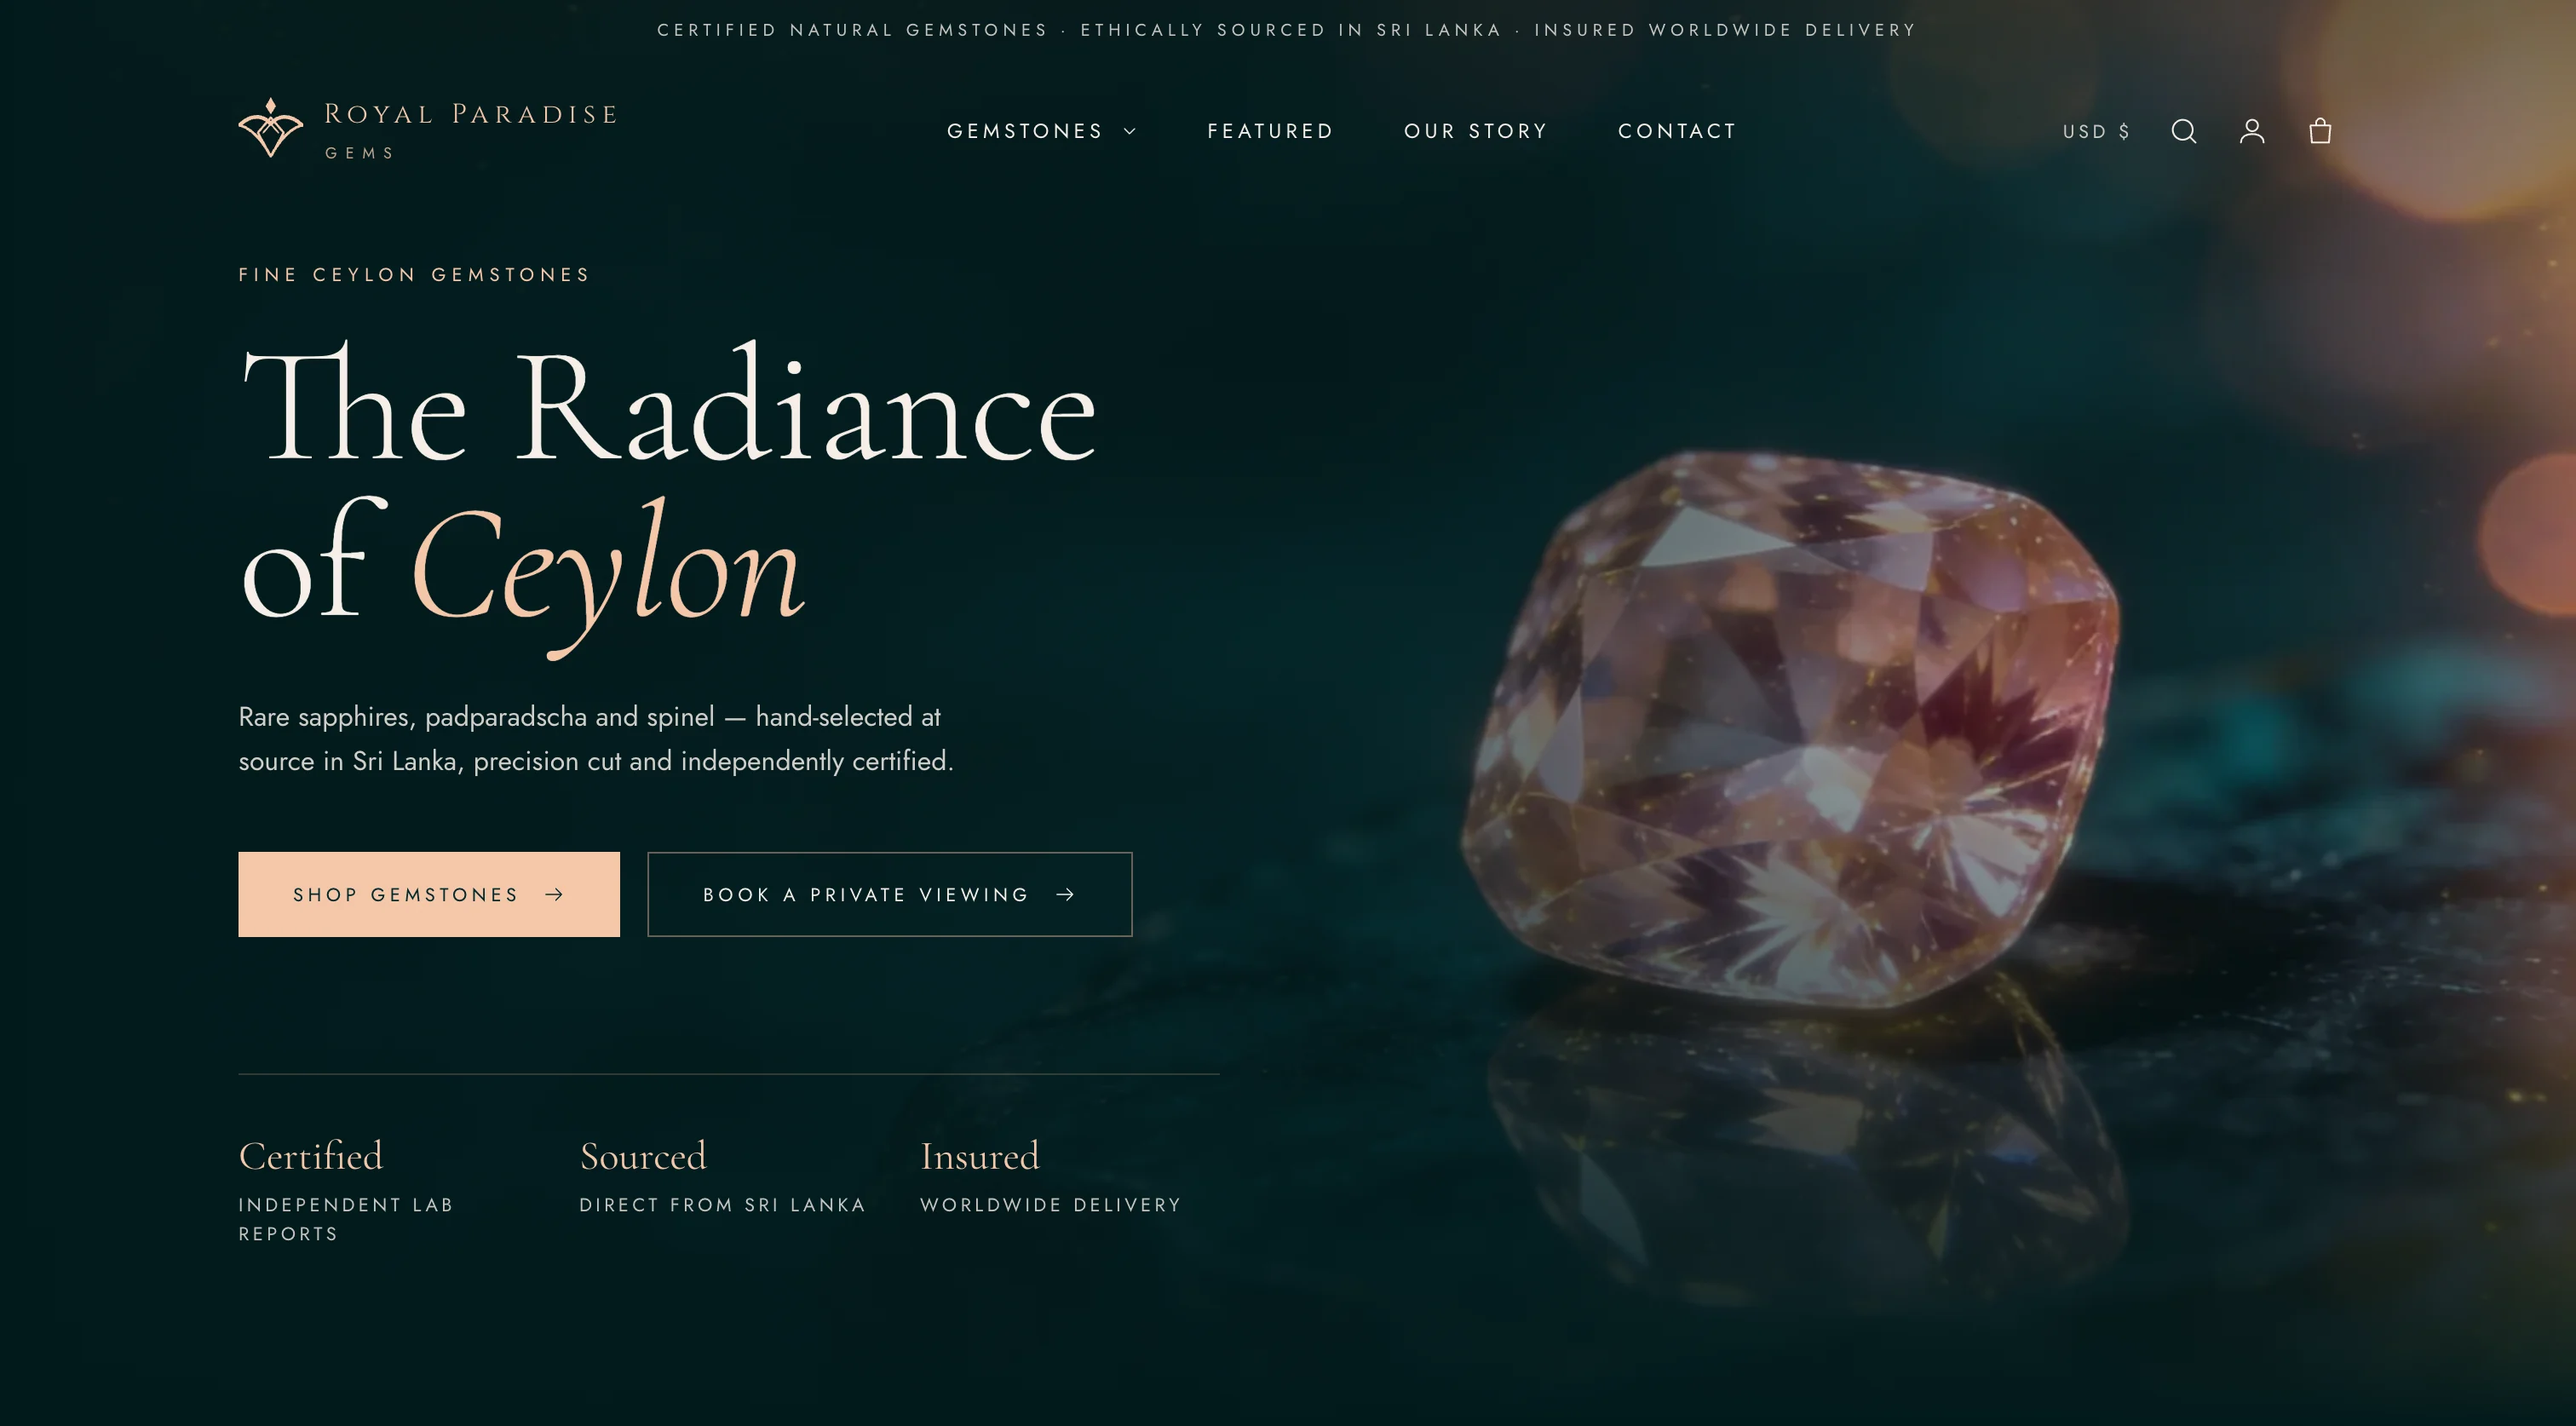 CERTIFIED NATURAL GEMSTONES · ETHICALLY SOURCED IN SRI LANKA · INSURED WORLDWIDE DELIVERY
ROYAL PARADISE
GEMS
GEMSTONES
FEATURED
OUR STORY
CONTACT
USD $
FINE CEYLON GEMSTONES
The Radiance
of Ceylon
Rare sapphires, padparadscha and spinel — hand-selected at
source in Sri Lanka, precision cut and independently certified.
SHOP GEMSTONES →
BOOK A PRIVATE VIEWING →
Certified
INDEPENDENT LAB
REPORTS
Sourced
DIRECT FROM SRI LANKA
Insured
WORLDWIDE DELIVERY